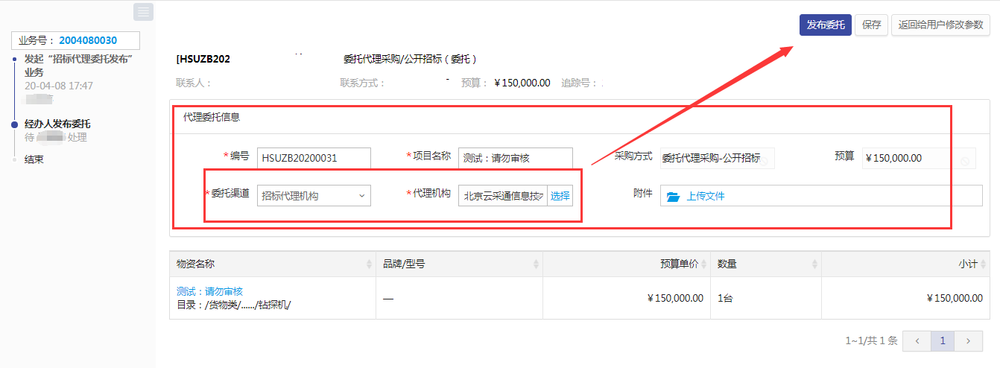 业务号： 2004080030
发起“招标代理委托发布”
业务
20-04-08 17:47
经办人发布委托
待 处理
结束
发布委托 保存 返回给用户修改参数
[HSUZB202 委托代理采购/公开招标（委托）
联系人： 联系方式： 预算： ￥150,000.00 追踪号：
代理委托信息
*编号 HSUZB20200031 *项目名称 测试：请勿审核 采购方式 委托代理采购-公开招标 预算 ￥150,000.00
*委托渠道 招标代理机构 *代理机构 北京云采通信息技 选择 附件 上传文件
物资名称 品牌/型号 预算单价 数量 小计
测试：请勿审核
目录：/货物类/....../钻探机/ — ￥150,000.00 1台 ￥150,000.00
1~1/共 1 条 < 1 >